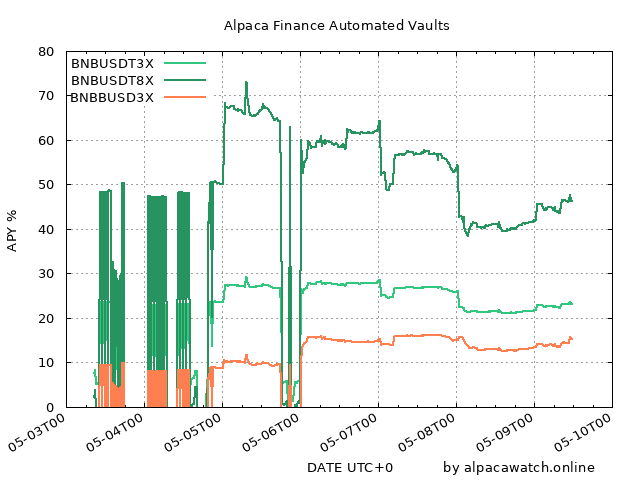 Alpaca Finance Automated Vaults
80
70
60
50
40
30
20
10
0
APY %
BNBUSDT3X
BNBUSDT8X
BNBBUSD3X
05-03T00
05-04T00
05-05T00
05-06T00
05-07T00
05-08T00
05-09T00
05-10T00
DATE UTC+0 by alpacawatch.online